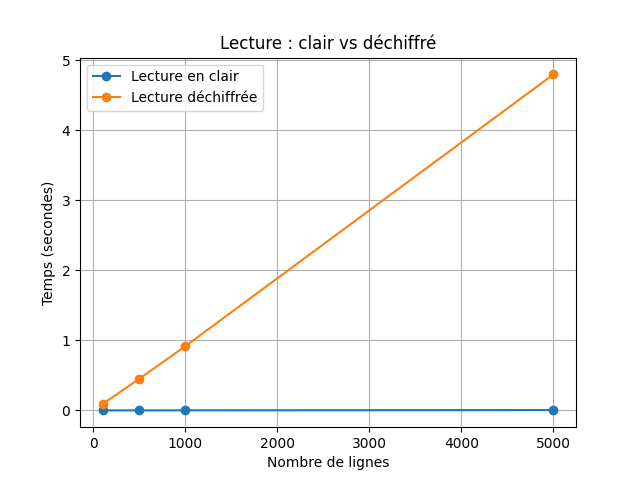 Lecture : clair vs déchiffré
Lecture en clair
Lecture déchiffrée
5
4
3
2
1
0
Temps (secondes)
0 1000 2000 3000 4000 5000
Nombre de lignes